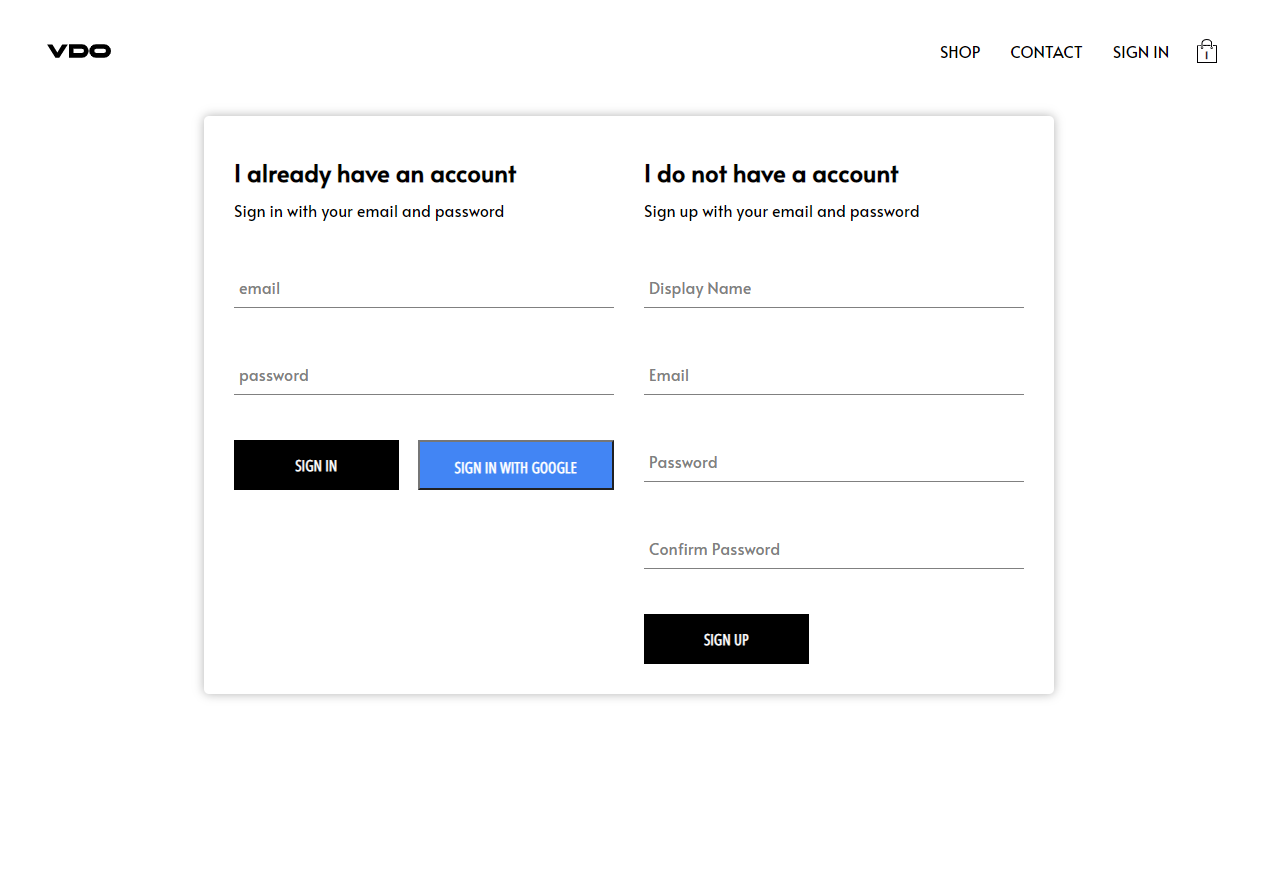 VDO
SHOP CONTACT SIGN IN 1
I already have an account
Sign in with your email and password
email
password
SIGN IN SIGN IN WITH GOOGLE
I do not have a account
Sign up with your email and password
Display Name
Email
Password
Confirm Password
SIGN UP